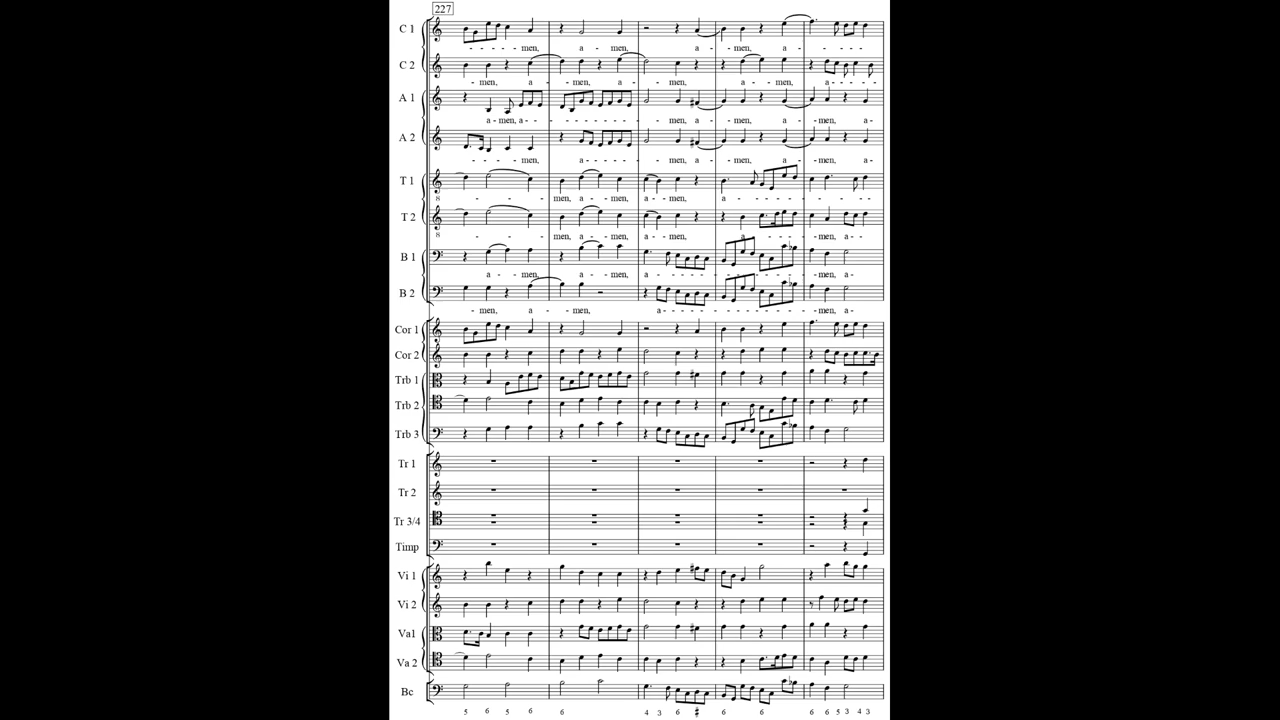 227
C 1
- - - - - men, a - men, a - men, a -
C 2
- men, a - men, a - men, a - men, a -
A 1
a - men, a - - - - - - - - - - - - men, a - men, a - men, a -
A 2
- - - - - men, a - - - - - - men, a - men, a - men, a -
T 1
8 - men, a - men, a - men, a -
T 2
8 - men, a - men, a - men, a - men, a -
B 1
a - men, a - men, a - - - - - - - - - - - - - men, a -
B 2
- men, a - men, a - - - - - - - - - - - - - men, a -
Cor 1
Cor 2
Trb 1
Trb 2
Trb 3
Tr 1
Tr 2
Tr 3/4
Timp
Vi 1
Vi 2
Va1
Va 2
Bc
5 6 5 6 6 4 3 6 # 6 6 6 6 5 3 4 3